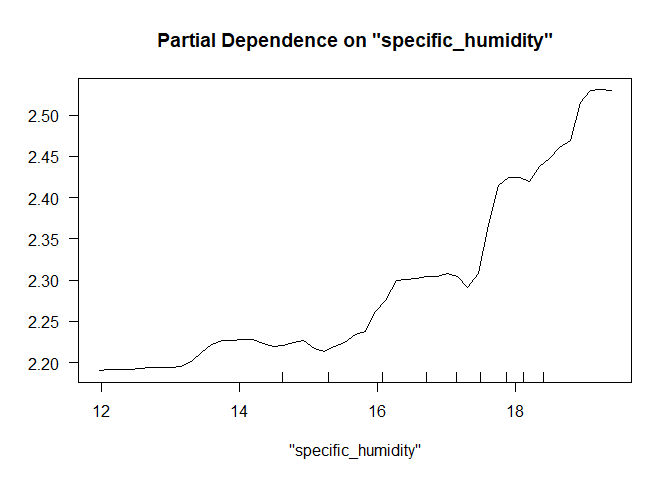 Partial Dependence on "specific_humidity"
2.50
2.45
2.40
2.35
2.30
2.25
2.20
12 14 16 18
"specific_humidity"